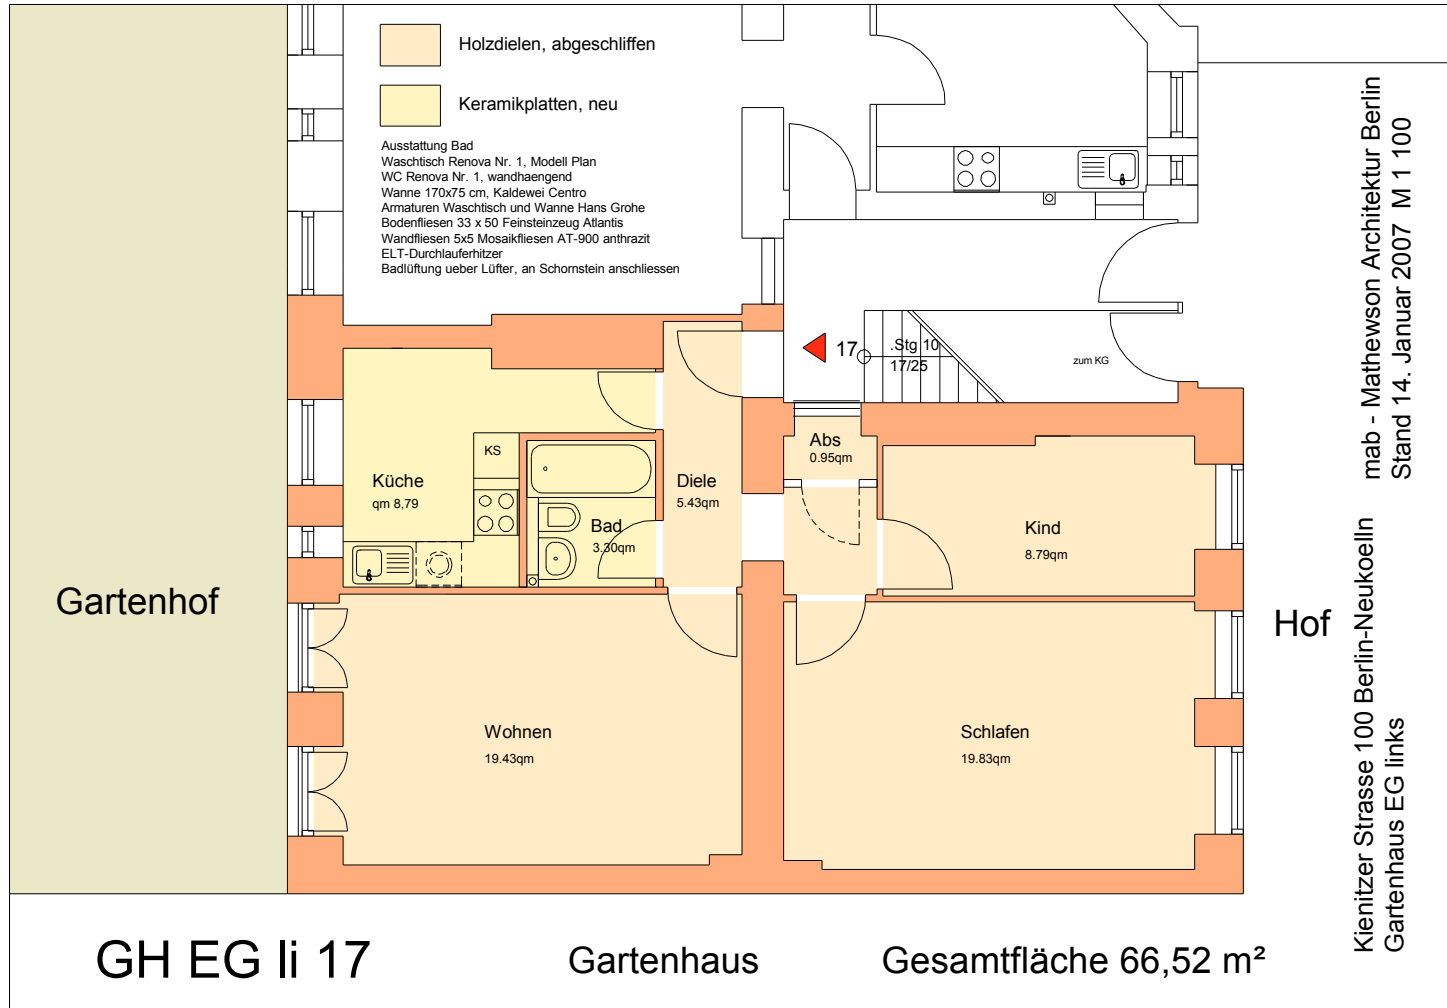 Holzdielen, abgeschliffen
Keramikplatten, neu
Ausstattung Bad
Waschtisch Renova Nr. 1, Modell Plan
WC Renova Nr. 1, wandhaengend
Wanne 170x75 cm, Kaldewei Centro
Armaturen Waschtisch und Wanne Hans Grohe
Bodenfliesen 33 x 50 Feinsteinzeug Atlantis
Wandfliesen 5x5 Mosaikfliesen AT-900 anthrazit
ELT-Durchlauferhitzer
Badlüftung ueber Lüfter, an Schornstein anschliessen
17
.Stg 10
17/25
zum KG
Abs
0.95qm
KS
Küche
qm 8,79
Diele
5.43qm
Bad
3.30qm
Kind
8.79qm
Gartenhof
Hof
Wohnen
19.43qm
Schlafen
19.83qm
mab - Mathewson Architektur Berlin
Stand 14. Januar 2007 M 1 100
Kienitzer Strasse 100 Berlin-Neukoelln
Gartenhaus EG links
GH EG li 17
Gartenhaus
Gesamtfläche 66,52 m²